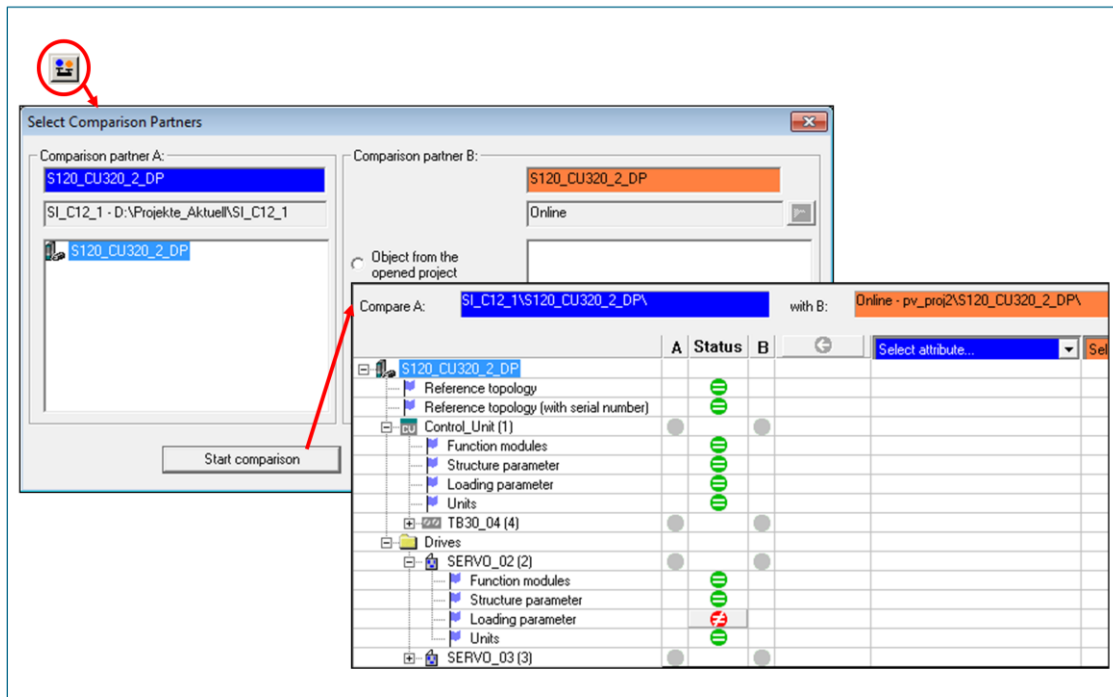 Select Comparison Partners
Comparison partner A:
S120_CU320_2_DP
SI_C12_1 - D:\Projekte_Aktuell\SI_C12_1
S120_CU320_2_DP
Start comparison
Comparison partner B:
S120_CU320_2_DP
Online
Object from the
opened project
Compare A: SI_C12_1\S120_CU320_2_DP\ with B: Online - pv_proj2\S120_CU320_2_DP\
A Status B Select attribute... Sel
S120_CU320_2_DP
Reference topology
Reference topology (with serial number)
CU Control_Unit (1)
Function modules
Structure parameter
Loading parameter
Units
TB30_04 (4)
Drives
SERVO_02 (2)
Function modules
Structure parameter
Loading parameter
Units
SERVO_03 (3)